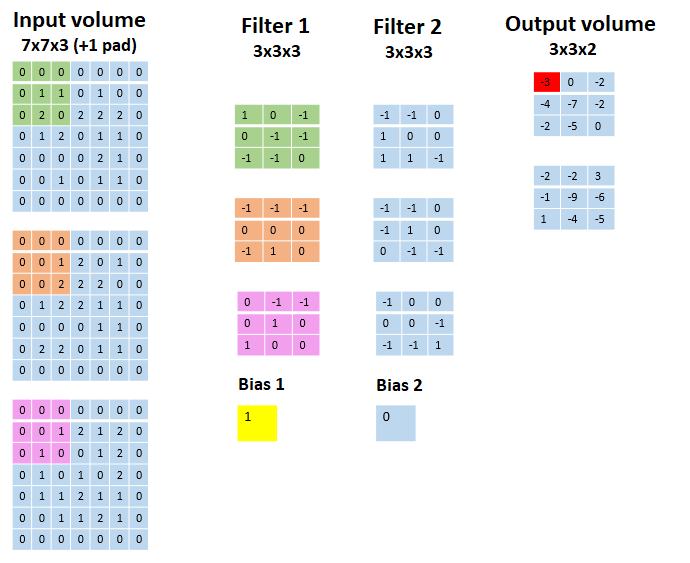 Input volume Filter 1 Filter 2 Output volume
7x7x3 (+1 pad) 3x3x3 3x3x3 3x3x2
0 0 0 0 0 0 0
0 1 1 0 1 0 0
0 2 0 2 2 2 0
0 1 2 0 1 1 0
0 0 0 0 2 1 0
0 0 1 0 1 1 0
0 0 0 0 0 0 0
0 0 0 0 0 0 0
0 0 1 2 0 1 0
0 0 2 2 2 0 0
0 1 2 2 1 1 0
0 0 0 0 1 1 0
0 2 2 0 1 1 0
0 0 0 0 0 0 0
0 0 0 0 0 0 0
0 0 1 2 1 2 0
0 1 0 0 1 2 0
0 1 0 1 0 2 0
0 1 1 2 1 1 0
0 0 1 1 2 1 0
0 0 0 0 0 0 0
1 0 -1
0 -1 -1
-1 -1 0
-1 -1 -1
0 0 0
-1 1 0
0 -1 -1
0 1 0
1 0 0
Bias 1
1
-1 -1 0
1 0 0
1 1 -1
-1 -1 0
-1 1 0
0 -1 -1
-1 0 0
0 0 -1
-1 -1 1
Bias 2
0
-3 0 -2
-4 -7 -2
-2 -5 0
-2 -2 3
-1 -9 -6
1 -4 -5